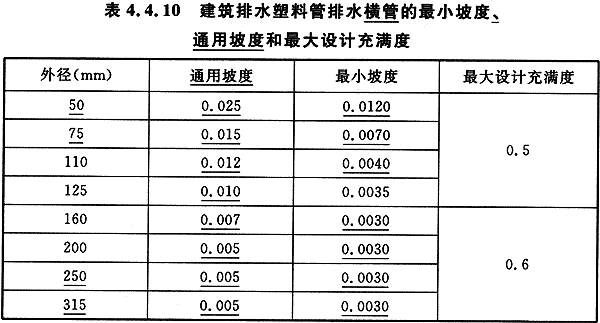 表 4.4.10 建筑排水塑料管排水横管的最小坡度、
通用坡度和最大设计充满度
外径(mm) 通用坡度 最小坡度 最大设计充满度
50 0.025 0.0120
75 0.015 0.0070
0.5
110 0.012 0.0040
125 0.010 0.0035
160 0.007 0.0030
200 0.005 0.0030
0.6
250 0.005 0.0030
315 0.005 0.0030